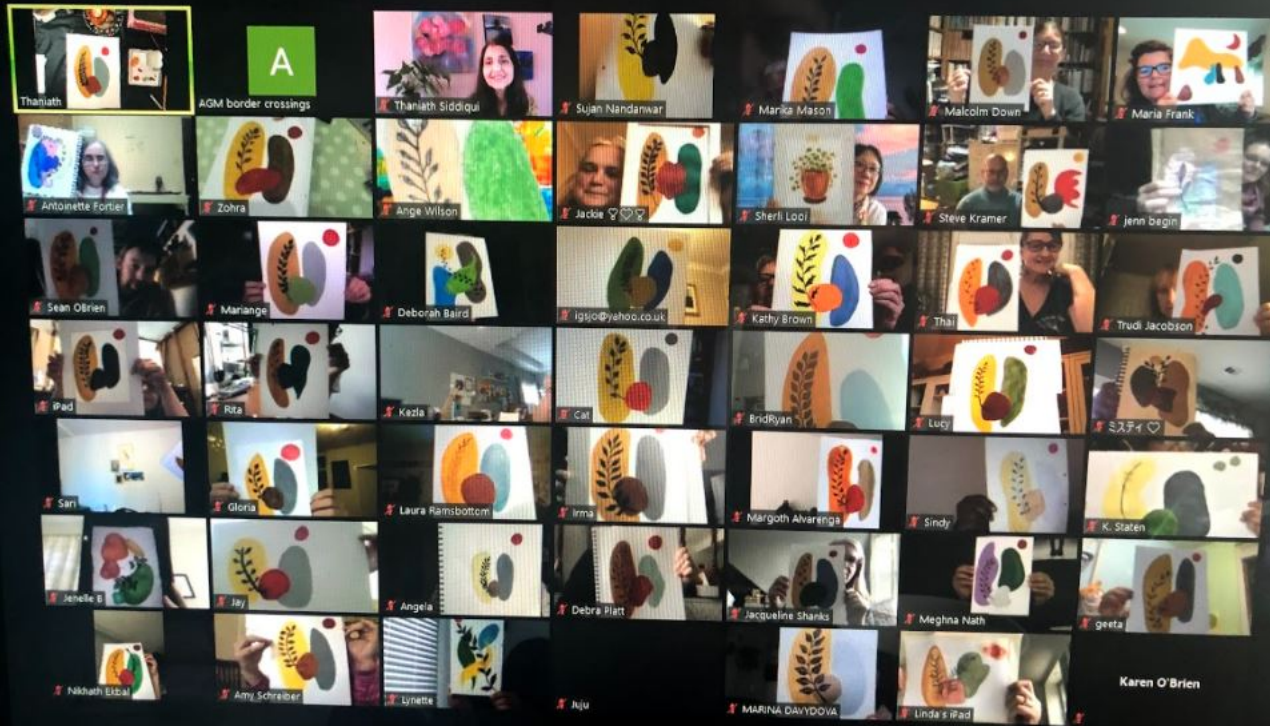 Thaniath
A
AGM border crossings
Thaniath Siddiqui
Sujan Nandanwar
Marika Mason
Malcolm Down
Maria Frank
Antoinette Fortier
Zohra
Ange Wilson
Jackie
Sherli Looi
Steve Kramer
jenn begin
Sean OBrien
Mariange
Deborah Baird
igsjo@yahoo.co.uk
Kathy Brown
Thai
Trudi Jacobson
iPad
Rita
Kezla
Cat
BridRyan
Lucy
ミスティ ♡
Sari
Gloria
Laura Ramsbottom
Irma
Margoth Alvarenga
Sindy
K. Staten
Jenelle B
Jay
Angela
Debra Platt
Jacqueline Shanks
Meghna Nath
geeta
Nikhath Ekbal
Amy Schreiber
Lynette
Juju
MARINA DAVYDOVA
Linda's iPad
Karen O'Brien